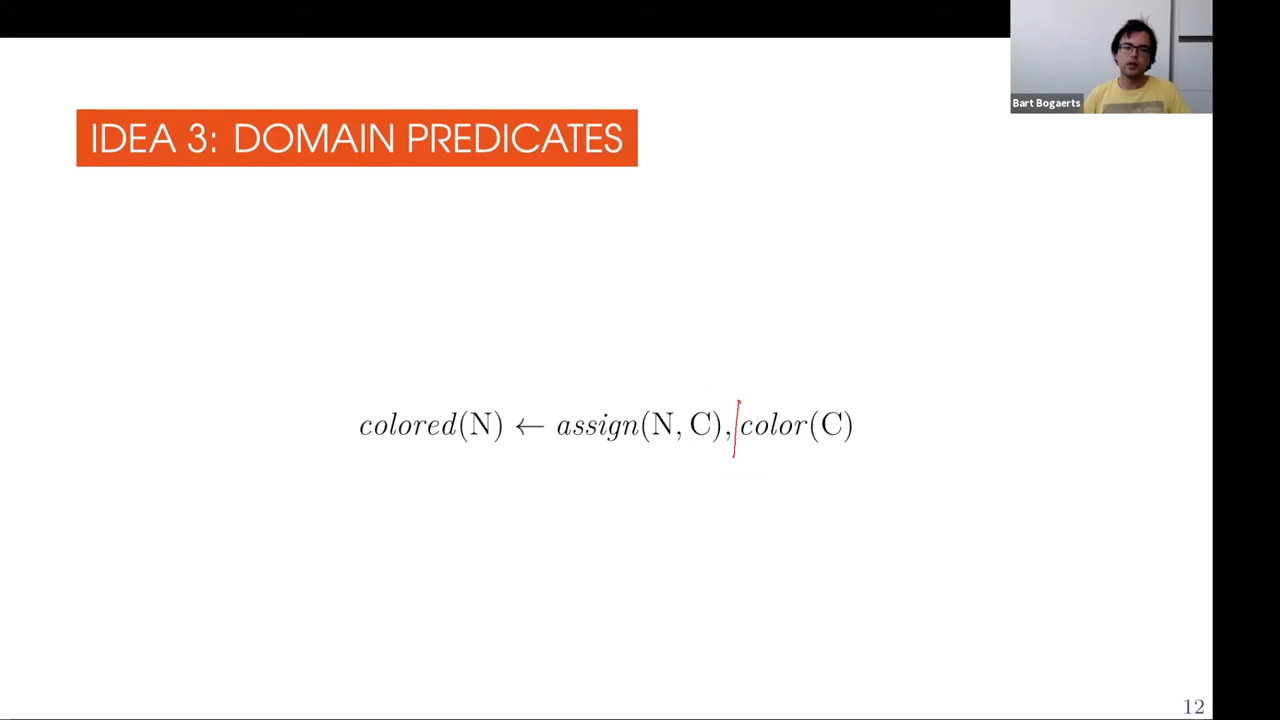 Bart Bogaerts
IDEA 3: DOMAIN PREDICATES
colored(N) ← assign(N, C), color(C)
12